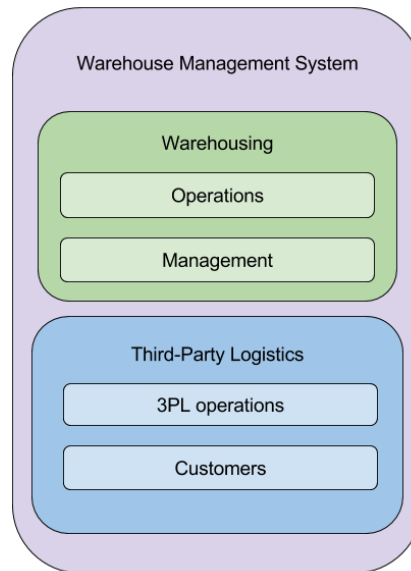 Warehouse Management System
Warehousing
Operations
Management
Third-Party Logistics
3PL operations
Customers